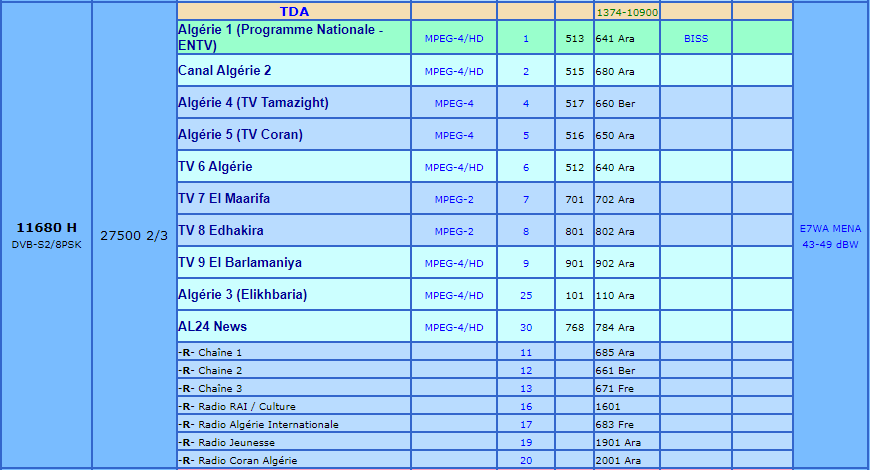 TDA 1374-10900
Algérie 1 (Programme Nationale -
ENTV) MPEG-4/HD 1 513 641 Ara BISS
Canal Algérie 2 MPEG-4/HD 2 515 680 Ara
Algérie 4 (TV Tamazight) MPEG-4 4 517 660 Ber
Algérie 5 (TV Coran) MPEG-4 5 516 650 Ara
TV 6 Algérie MPEG-4/HD 6 512 640 Ara
TV 7 El Maarifa MPEG-2 7 701 702 Ara
11680 H
DVB-S2/8PSK
27500 2/3
TV 8 Edhakira MPEG-2 8 801 802 Ara
E7WA MENA
43-49 dBW
TV 9 El Barlamaniya MPEG-4/HD 9 901 902 Ara
Algérie 3 (Elikhbaria) MPEG-4/HD 25 101 110 Ara
AL24 News MPEG-4/HD 30 768 784 Ara
-R- Chaîne 1 11 685 Ara
-R- Chaine 2 12 661 Ber
-R- Chaîne 3 13 671 Fre
-R- Radio RAI / Culture 16 1601
-R- Radio Algérie Internationale 17 683 Fre
-R- Radio Jeunesse 19 1901 Ara
-R- Radio Coran Algérie 20 2001 Ara